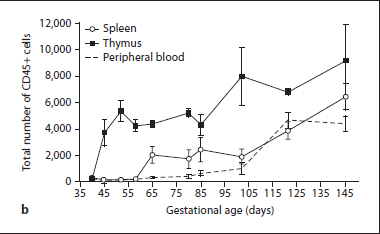 12,000
10,000
8,000
6,000
4,000
2,000
0
Total number of CD45+ cells
Spleen
Thymus
Peripheral blood
35 45 55 65 75 85 95 105 115 125 135 145
Gestational age (days)
b